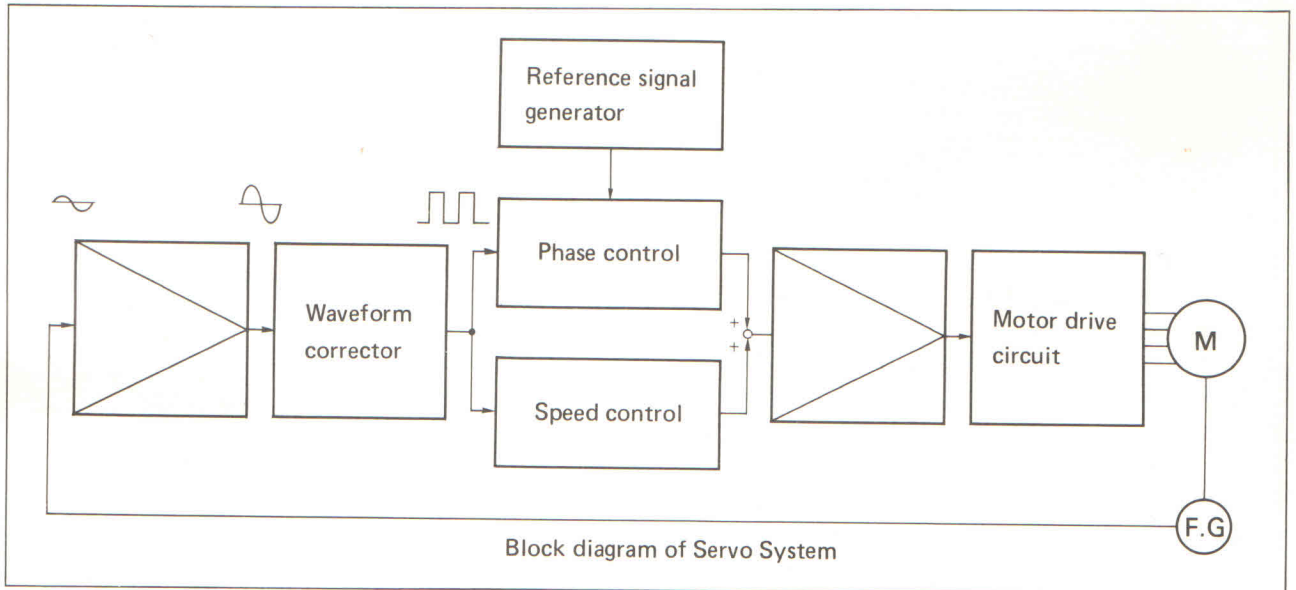 Reference signal
generator
Phase control
Waveform
corrector
+
+
Motor drive
circuit
M
Speed control
F.G
Block diagram of Servo System